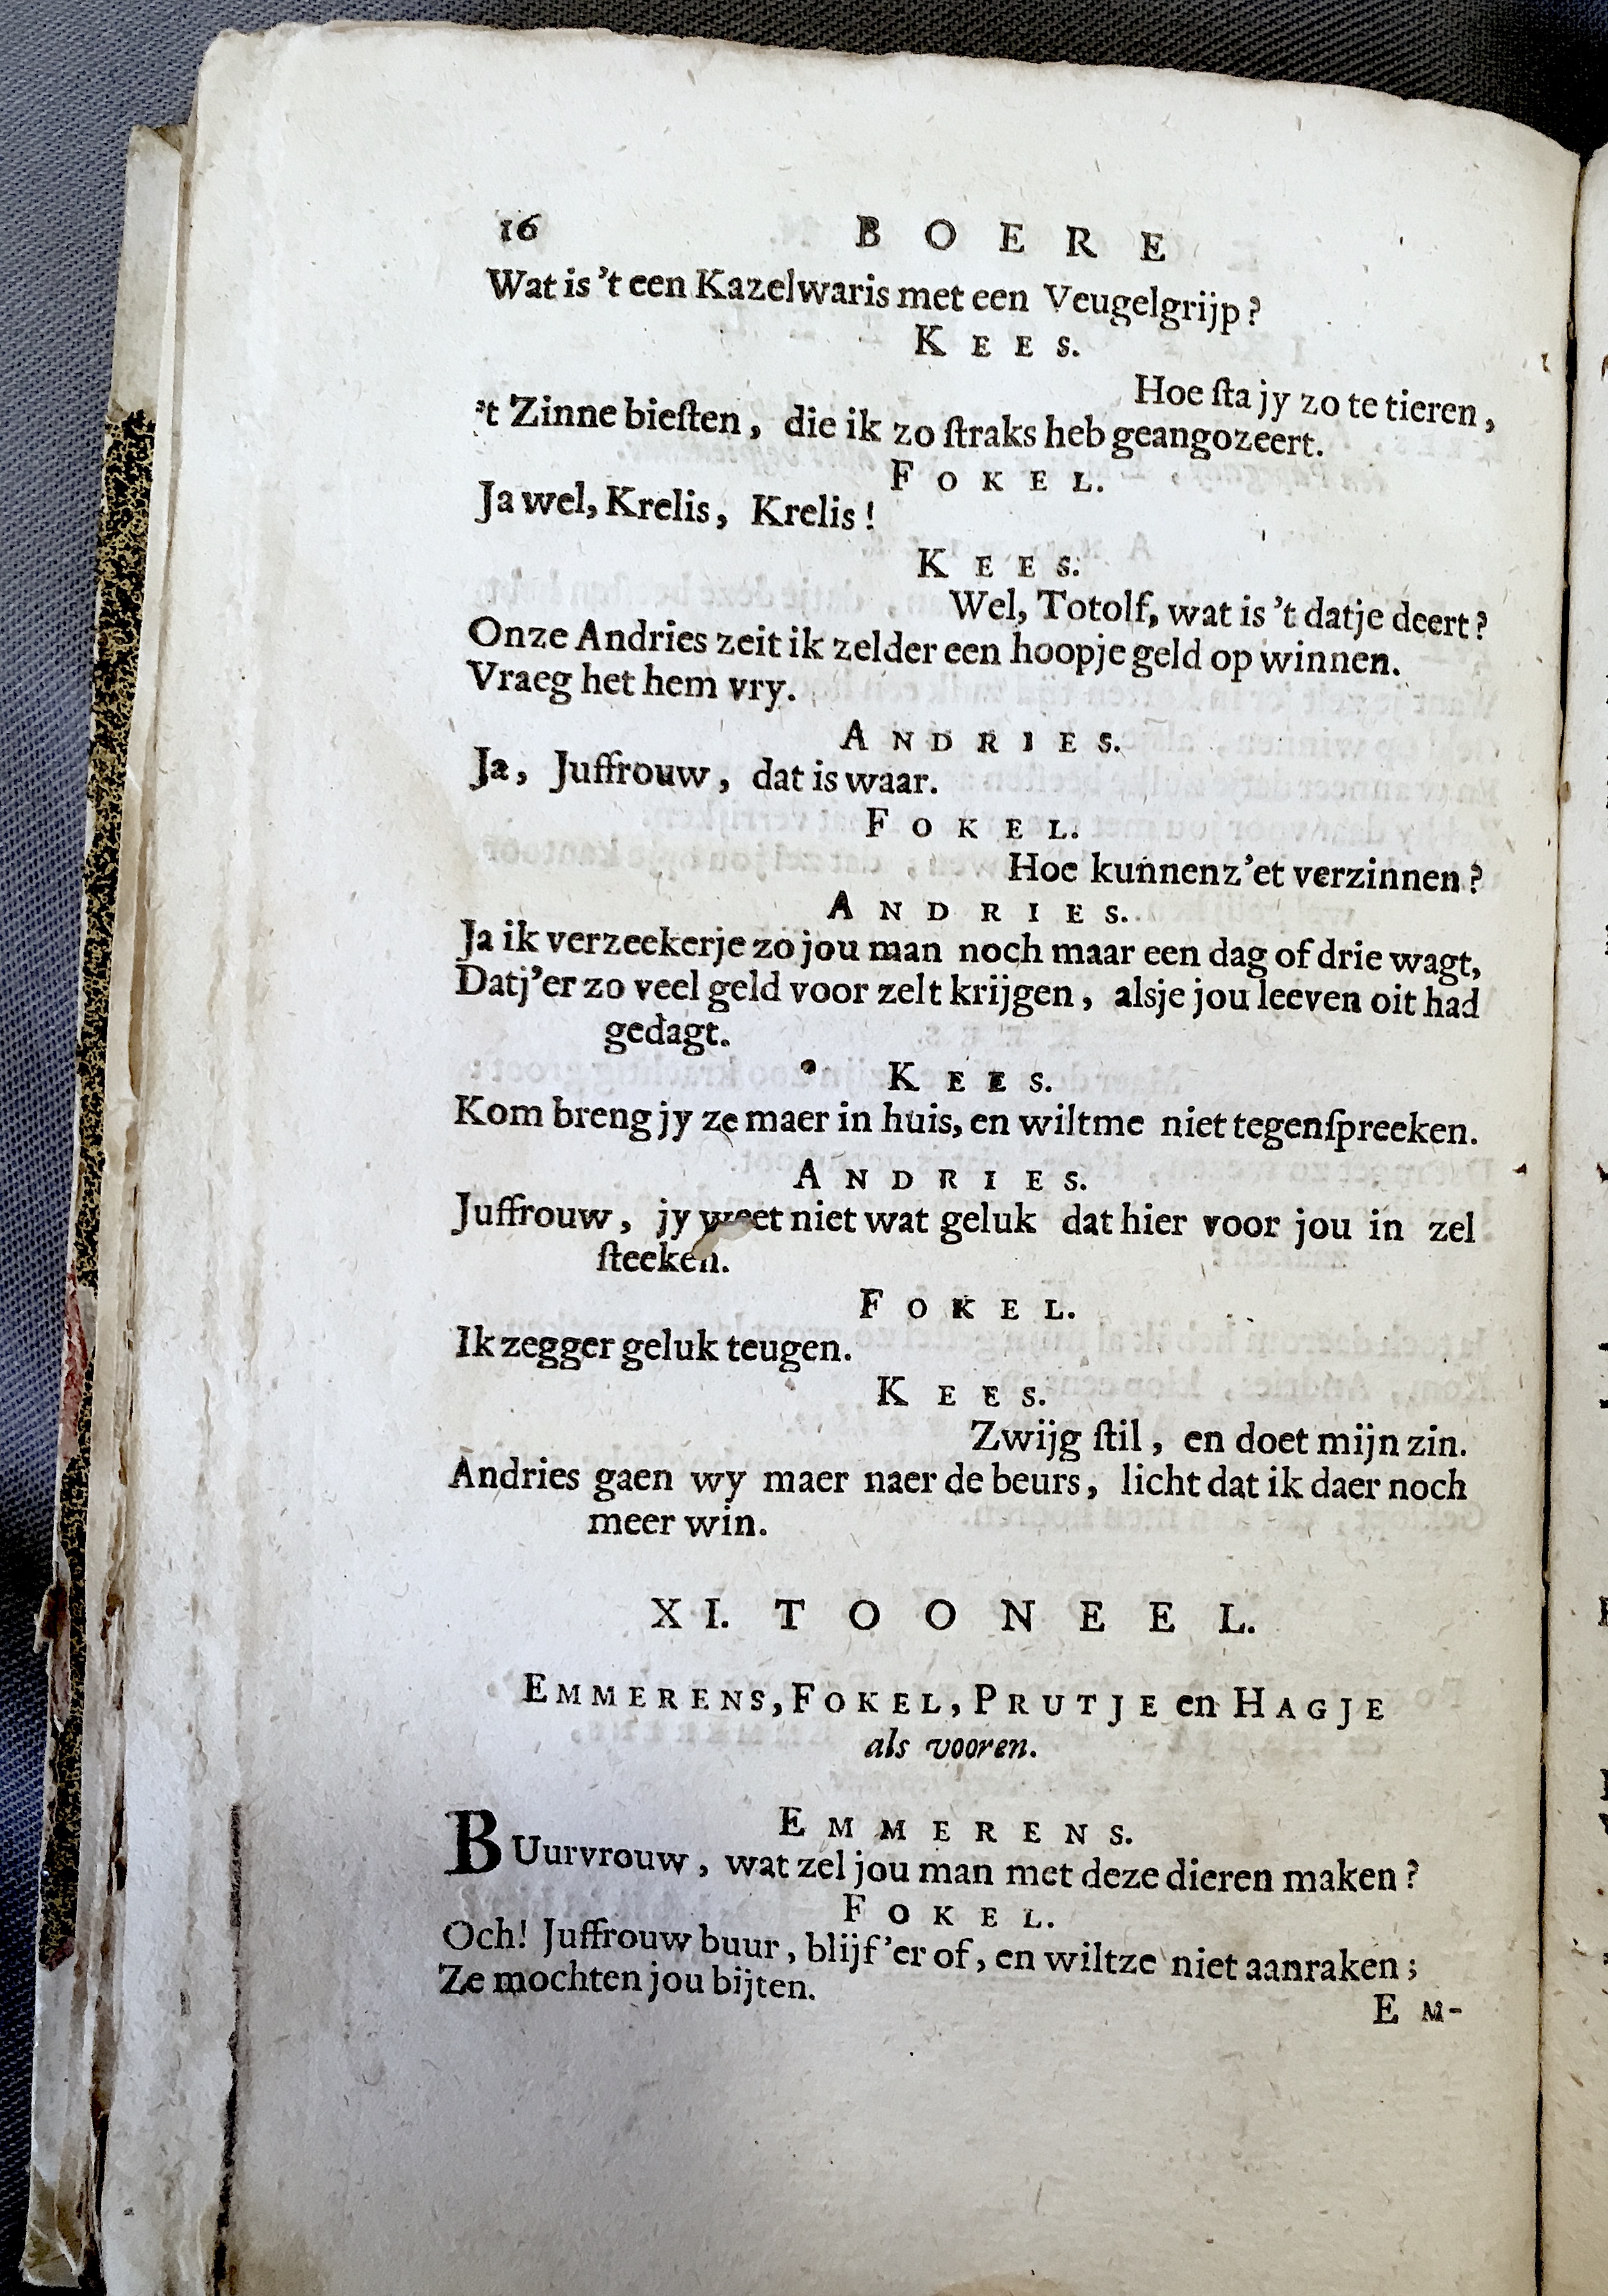 16 BOERE
Wat is 't een Kazelwaris met een Veugelgrijp?
KEES.
Hoe ſta jy zo te tieren,
't Zinne bieſten, die ik zo ſtraks heb geangozeert.
FOKEL.
Ja wel, Krelis, Krelis!
KEES.
Wel, Totolf, wat is 't datje deert?
Onze Andries zeit ik zelder een hoopje geld op winnen.
Vraeg het hem vry.
ANDRIES.
Ja, Juffrouw, dat is waar.
FOKEL.
Hoe kunnenz'et verzinnen?
ANDRIES.
Ja ik verzeekerje zo jou man noch maar een dag of drie wagt,
Datj'er zo veel geld voor zelt krijgen, alsje jou leeven oit had
gedagt.
KEES.
Kom breng jy ze maer in huis, en wiltme niet tegenſpreeken.
ANDRIES.
Juffrouw, jy weet niet wat geluk dat hier voor jou in zel
ſteeken.
FOKEL.
Ik zegger geluk teugen.
KEES.
Zwijg ſtil, en doet mijn zin.
Andries gaen wy maer naer de beurs, licht dat ik daer noch
meer win.
XI. TOONEEL.
EMMERENS, FOKEL, PRUTJE en HAGJE
als vooren.
EMMERENS.
BUurvrouw, wat zel jou man met deze dieren maken?
FOKEL.
Och! Juffrouw buur, blijf'er of, en wiltze niet aanraken;
Ze mochten jou bijten.
EM-